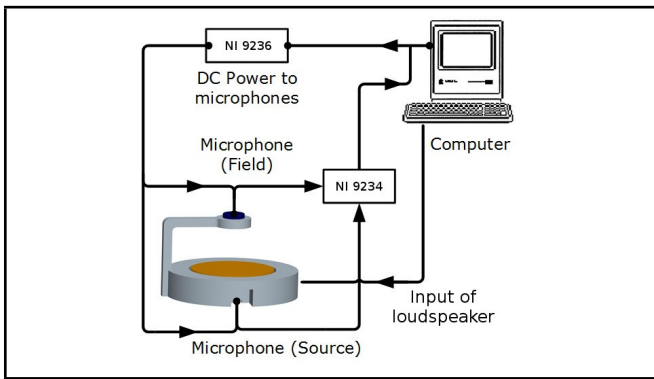 NI 9236
DC Power to
microphones
Microphone
(Field)
Computer
NI 9234
Input of
loudspeaker
Microphone (Source)